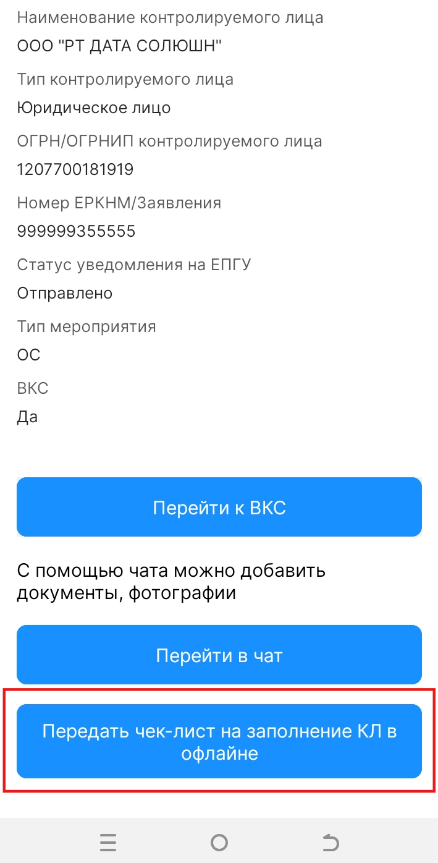 Наименование контролируемого лица
ООО "РТ ДАТА СОЛЮШН"
Тип контролируемого лица
Юридическое лицо
ОГРН/ОГРНИП контролируемого лица
1207700181919
Номер ЕРКНМ/Заявления
999999355555
Статус уведомления на ЕПГУ
Отправлено
Тип мероприятия
ОС
ВКС
Да
Перейти к ВКС
С помощью чата можно добавить
документы, фотографии
Перейти в чат
Передать чек-лист на заполнение КЛ в
офлайне